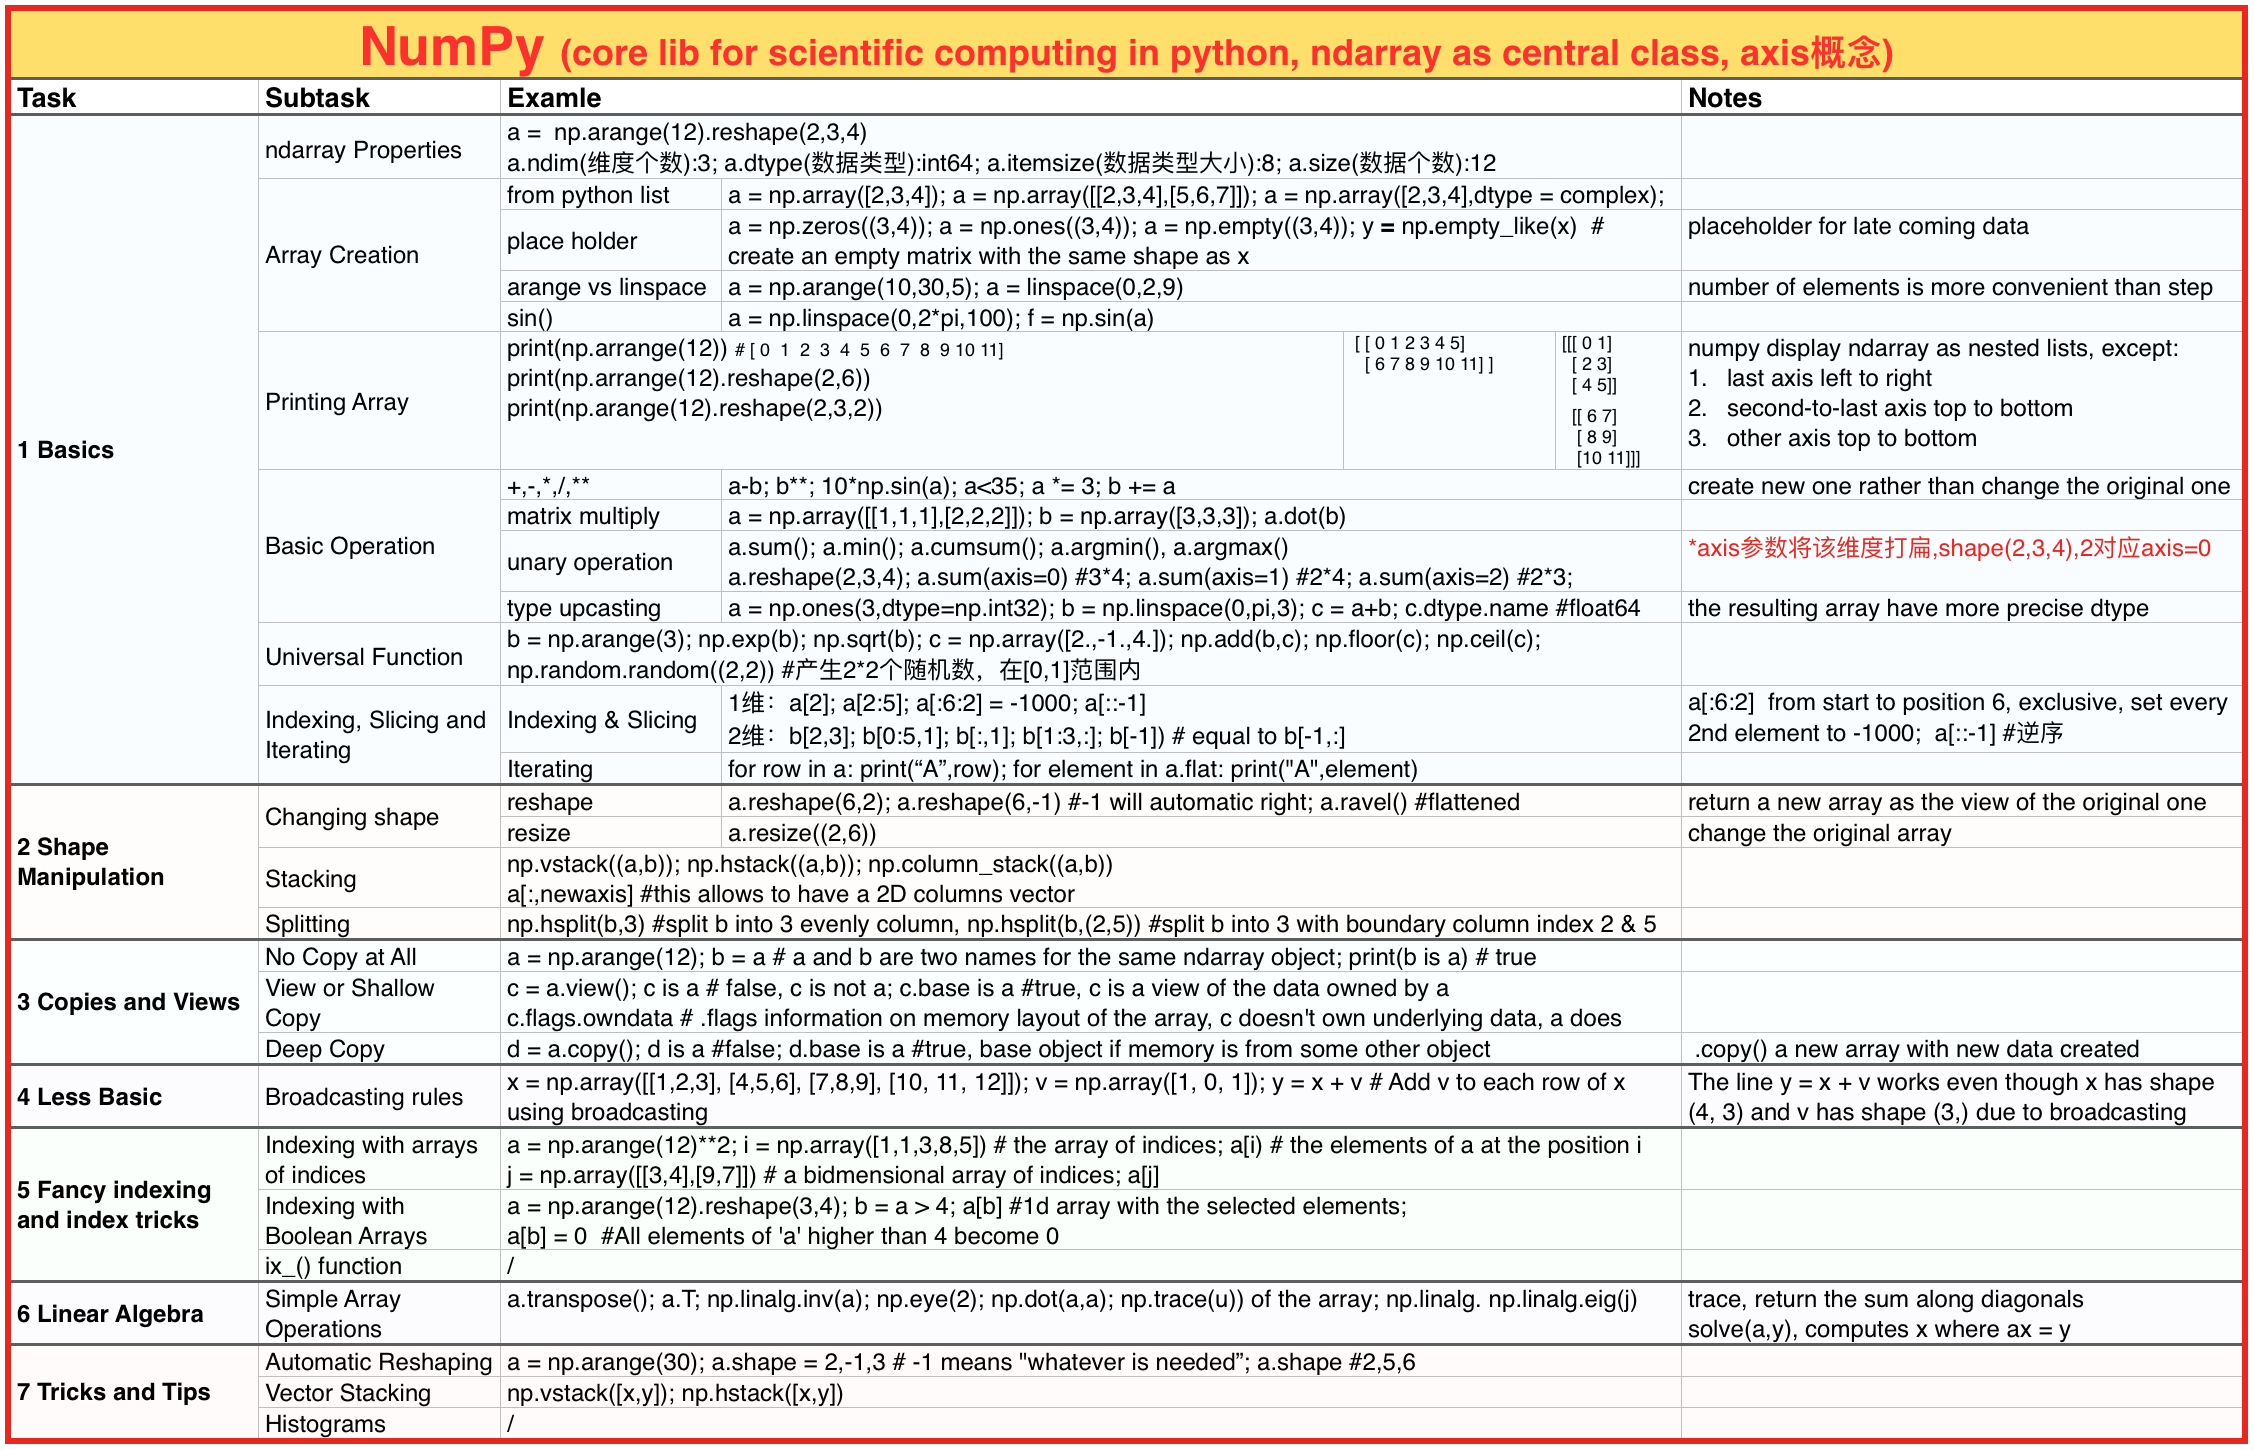 NumPy (core lib for scientific computing in python, ndarray as central class, axis概念)
Task Subtask Examle Notes
1 Basics
ndarray Properties
a =  np.arange(12).reshape(2,3,4)
a.ndim(维度个数):3; a.dtype(数据类型):int64; a.itemsize(数据类型大小):8; a.size(数据个数):12
Array Creation
from python list
a = np.array([2,3,4]); a = np.array([[2,3,4],[5,6,7]]); a = np.array([2,3,4],dtype = complex);
place holder
a = np.zeros((3,4)); a = np.ones((3,4)); a = np.empty((3,4)); y = np.empty_like(x)  #
create an empty matrix with the same shape as x
placeholder for late coming data
arange vs linspace
a = np.arange(10,30,5); a = linspace(0,2,9)
number of elements is more convenient than step
sin()
a = np.linspace(0,2*pi,100); f = np.sin(a)
Printing Array
print(np.arrange(12)) # [ 0  1  2  3  4  5  6  7  8  9 10 11]
print(np.arrange(12).reshape(2,6))
print(np.arange(12).reshape(2,3,2))
[ [ 0 1 2 3 4 5]
[ 6 7 8 9 10 11] ]
[[[ 0 1]
[ 2 3]
[ 4 5]]
[[ 6 7]
[ 8 9]
[10 11]]]
numpy display ndarray as nested lists, except:
1.   last axis left to right
2.   second-to-last axis top to bottom
3.   other axis top to bottom
Basic Operation
+,-,*,/,**
a-b; b**; 10*np.sin(a); a<35; a *= 3; b += a
create new one rather than change the original one
matrix multiply
a = np.array([[1,1,1],[2,2,2]]); b = np.array([3,3,3]); a.dot(b)
unary operation
a.sum(); a.min(); a.cumsum(); a.argmin(), a.argmax()
a.reshape(2,3,4); a.sum(axis=0) #3*4; a.sum(axis=1) #2*4; a.sum(axis=2) #2*3;
*axis参数将该维度打扁,shape(2,3,4),2对应axis=0
type upcasting
a = np.ones(3,dtype=np.int32); b = np.linspace(0,pi,3); c = a+b; c.dtype.name #float64
the resulting array have more precise dtype
Universal Function
b = np.arange(3); np.exp(b); np.sqrt(b); c = np.array([2.,-1.,4.]); np.add(b,c); np.floor(c); np.ceil(c);
np.random.random((2,2)) #产生2*2个随机数，在[0,1]范围内
Indexing, Slicing and
Iterating
Indexing & Slicing
1维：a[2]; a[2:5]; a[:6:2] = -1000; a[::-1]
2维：b[2,3]; b[0:5,1]; b[:,1]; b[1:3,:]; b[-1]) # equal to b[-1,:]
a[:6:2]  from start to position 6, exclusive, set every
2nd element to -1000;  a[::-1] #逆序
Iterating
for row in a: print(“A”,row); for element in a.flat: print("A",element)
2 Shape
Manipulation
Changing shape
reshape
a.reshape(6,2); a.reshape(6,-1) #-1 will automatic right; a.ravel() #flattened
return a new array as the view of the original one
resize
a.resize((2,6))
change the original array
Stacking
np.vstack((a,b)); np.hstack((a,b)); np.column_stack((a,b))
a[:,newaxis] #this allows to have a 2D columns vector
Splitting
np.hsplit(b,3) #split b into 3 evenly column, np.hsplit(b,(2,5)) #split b into 3 with boundary column index 2 & 5
3 Copies and Views
No Copy at All
a = np.arange(12); b = a # a and b are two names for the same ndarray object; print(b is a) # true
View or Shallow
Copy
c = a.view(); c is a # false, c is not a; c.base is a #true, c is a view of the data owned by a
c.flags.owndata # .flags information on memory layout of the array, c doesn't own underlying data, a does
Deep Copy
d = a.copy(); d is a #false; d.base is a #true, base object if memory is from some other object
.copy() a new array with new data created
4 Less Basic
Broadcasting rules
x = np.array([[1,2,3], [4,5,6], [7,8,9], [10, 11, 12]]); v = np.array([1, 0, 1]); y = x + v # Add v to each row of x
using broadcasting
The line y = x + v works even though x has shape
(4, 3) and v has shape (3,) due to broadcasting
5 Fancy indexing
and index tricks
Indexing with arrays
of indices
a = np.arange(12)**2; i = np.array([1,1,3,8,5]) # the array of indices; a[i) # the elements of a at the position i
j = np.array([[3,4],[9,7]]) # a bidmensional array of indices; a[j]
Indexing with
Boolean Arrays
a = np.arange(12).reshape(3,4); b = a > 4; a[b] #1d array with the selected elements;
a[b] = 0  #All elements of 'a' higher than 4 become 0
ix_() function
/
6 Linear Algebra
Simple Array
Operations
a.transpose(); a.T; np.linalg.inv(a); np.eye(2); np.dot(a,a); np.trace(u)) of the array; np.linalg. np.linalg.eig(j)
trace, return the sum along diagonals
solve(a,y), computes x where ax = y
7 Tricks and Tips
Automatic Reshaping
a = np.arange(30); a.shape = 2,-1,3 # -1 means "whatever is needed”; a.shape #2,5,6
Vector Stacking
np.vstack([x,y]); np.hstack([x,y])
Histograms
/